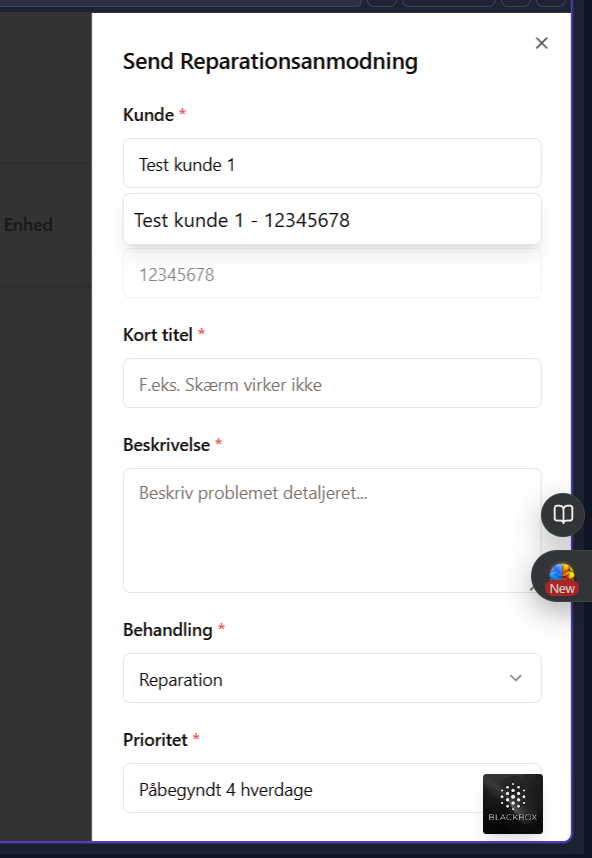 Send Reparationsanmodning
Kunde *
Test kunde 1
Test kunde 1 - 12345678
Enhed
12345678
Kort titel *
F.eks. Skærm virker ikke
Beskrivelse *
Beskriv problemet detaljeret...
New
Behandling *
Reparation
Prioritet *
Påbegyndt 4 hverdage
BLACKBOX